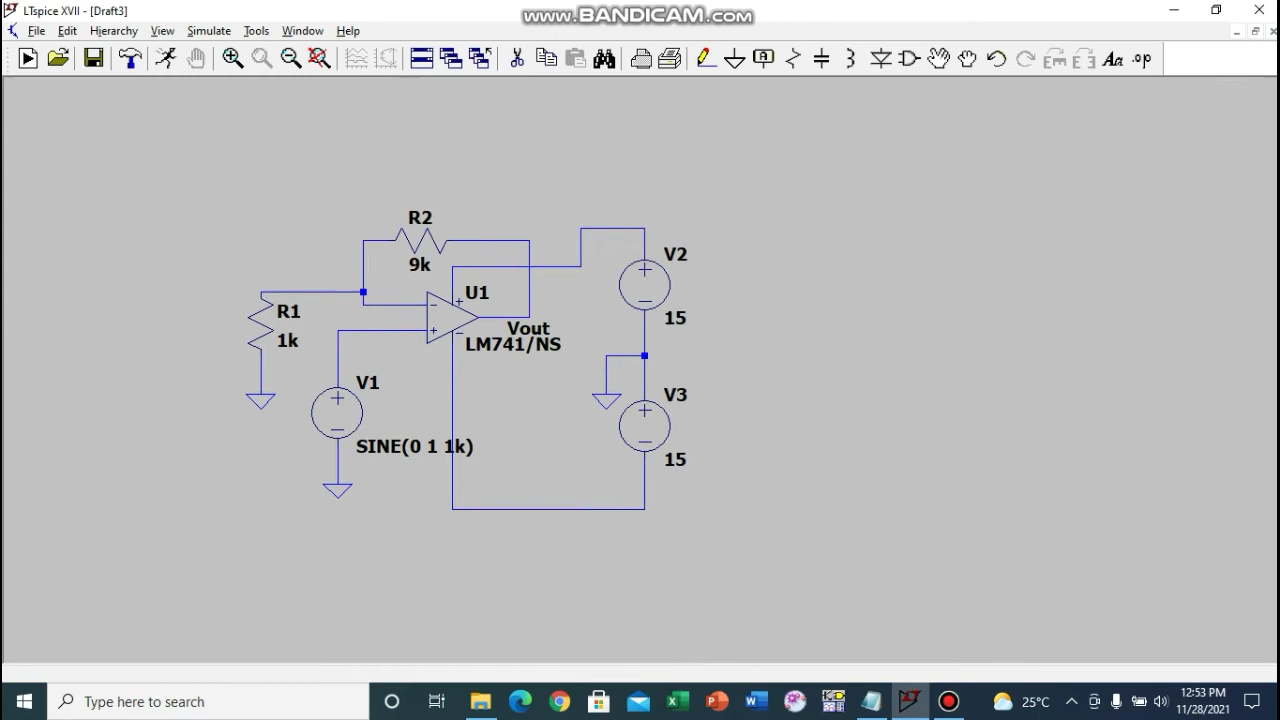 LTspice XVII - [Draft3]
www.BANDICAM.com
File Edit Hierarchy View Simulate Tools Window Help
A
Aa .op
R2
9k
V2
15
U1
R1
1k
Vout
LM741/NS
V1
SINE(0 1 1k)
V3
15
Type here to search
25°C
12:53 PM
11/28/2021